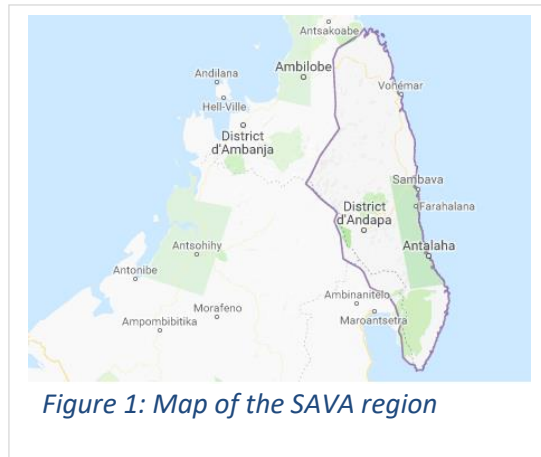 Antsakoabe
Ambilobe
Andilana
Vohémar
Hell-Ville
District
d'Ambanja
Sambava
District
d'Andapa
Farahalana
Antsohihy
Antalaha
Antonibe
Ambinanitelo
Morafeno
Maroantsetra
Ampombibitika
Figure 1: Map of the SAVA region